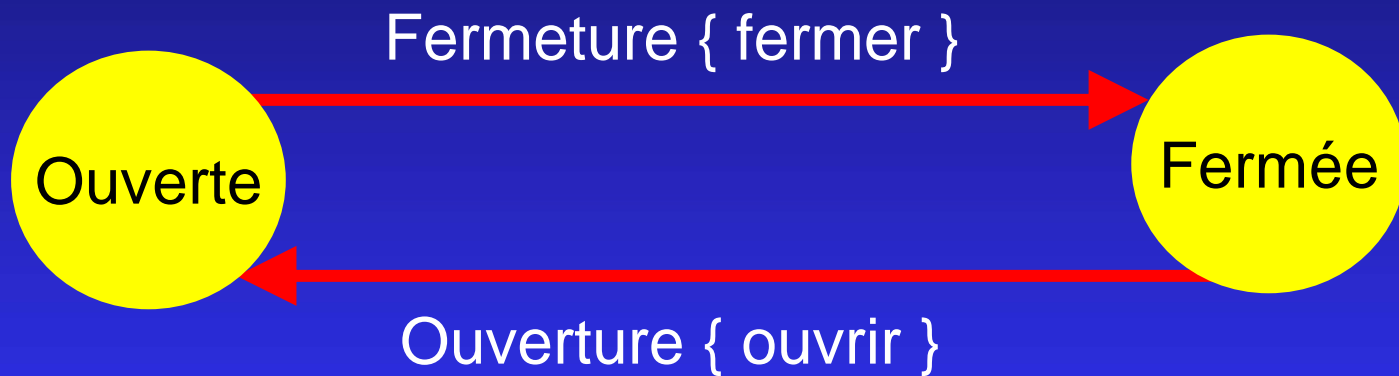 Fermeture { fermer }
Ouverte
Fermée
Ouverture { ouvrir }